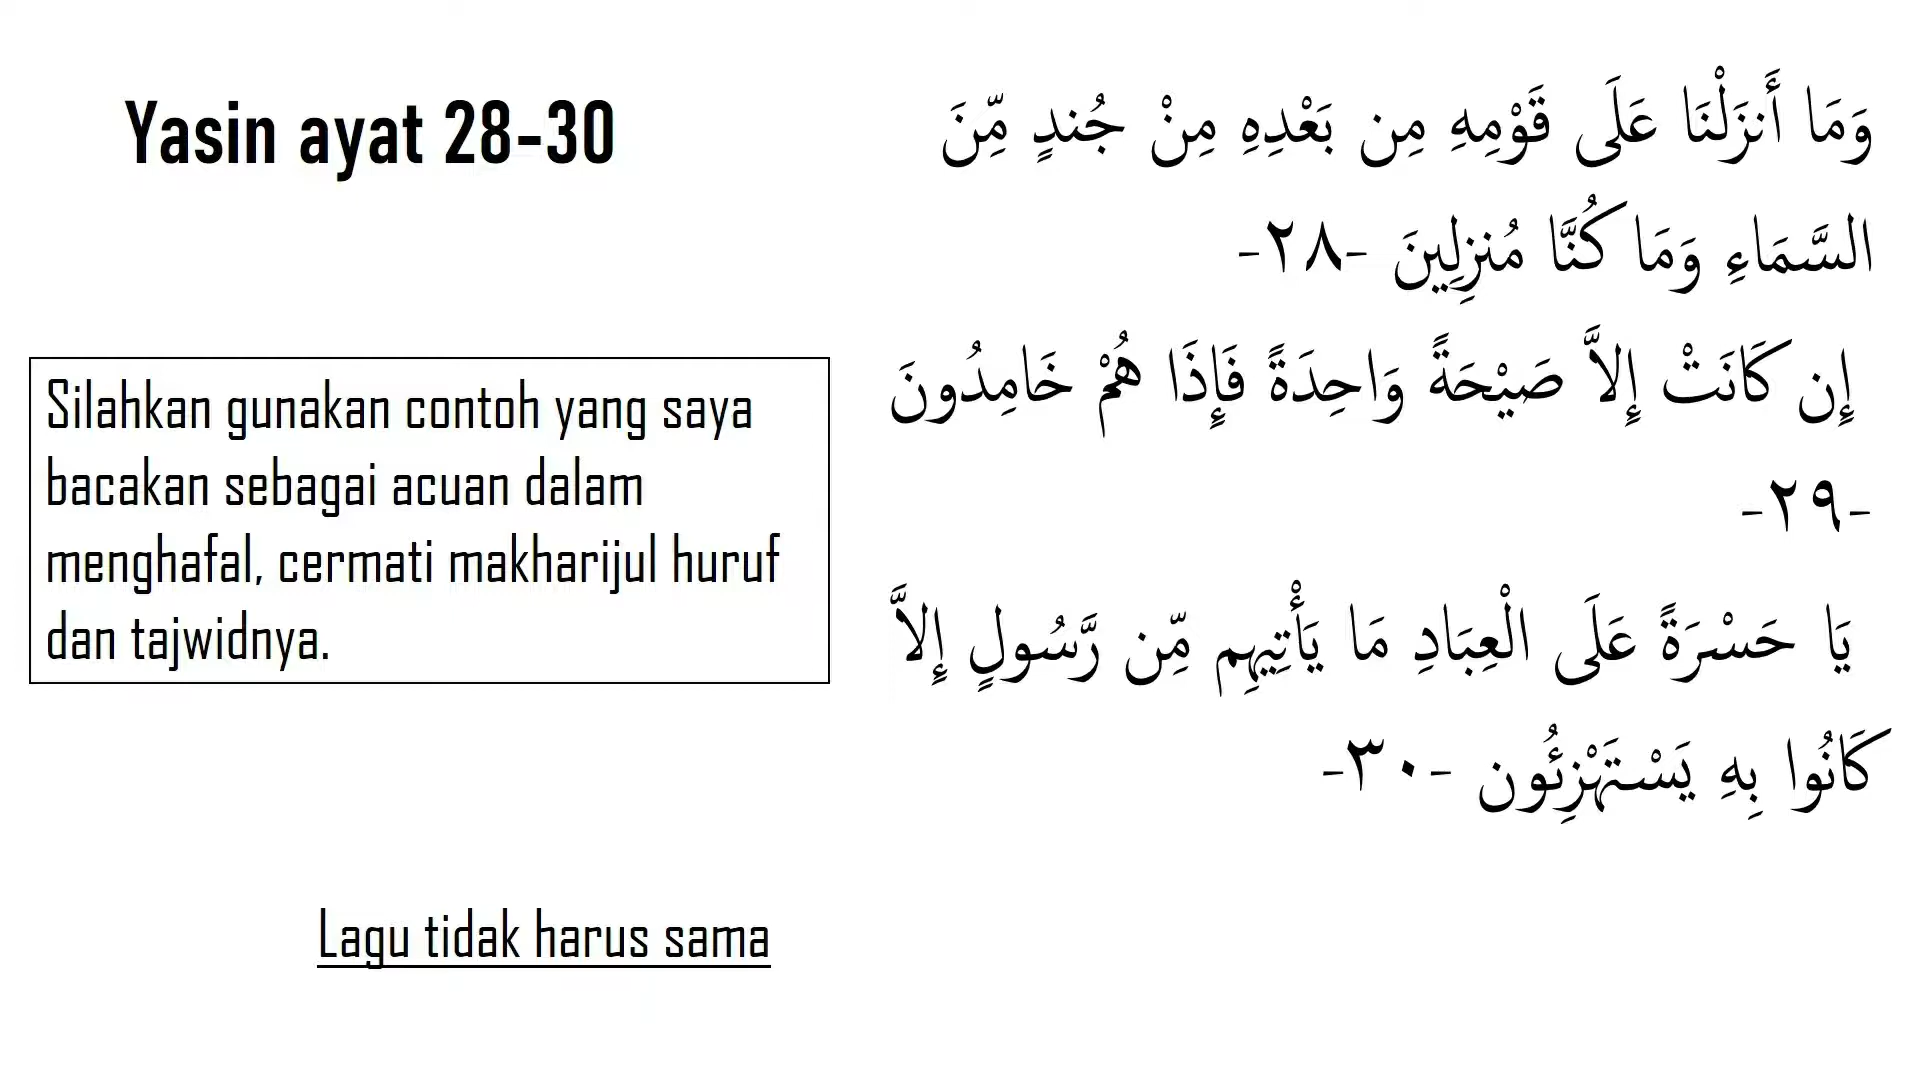 Yasin ayat 28-30
Silahkan gunakan contoh yang saya
bacakan sebagai acuan dalam
menghafal, cermati makharijul huruf
dan tajwidnya.
Lagu tidak harus sama
وَمَا أَنزَلْنَا عَلَى قَوْمِهِ مِن بَعْدِهِ مِنْ جُندٍ مِّنَ
السَّمَاءِ وَمَا كُنَّا مُنزِلِينَ -٢٨-
إِن كَانَتْ إِلاَّ صَيْحَةً وَاحِدَةً فَإِذَا هُمْ خَامِدُونَ
-٢٩-
يَا حَسْرَةً عَلَى الْعِبَادِ مَا يَأْتِيهِم مِّن رَّسُولٍ إِلاَّ
كَانُوا بِهِ يَسْتَهْزِئُون -٣٠-